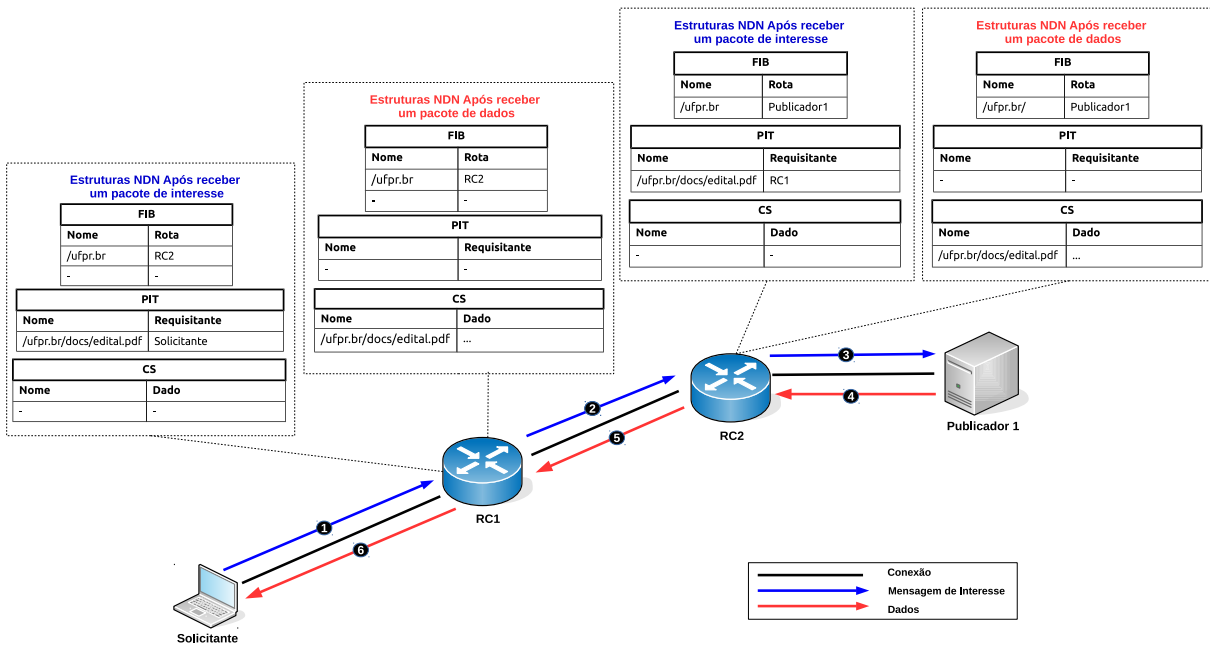 Estruturas NDN Após receber
um pacote de interesse
FIB
Nome Rota
/ufpr.br RC2
- -
PIT
Nome Requisitante
/ufpr.br/docs/edital.pdf Solicitante
CS
Nome Dado
- -
Estruturas NDN Após receber
um pacote de dados
FIB
Nome Rota
/ufpr.br RC2
- -
PIT
Nome Requisitante
- -
CS
Nome Dado
/ufpr.br/docs/edital.pdf ...
Estruturas NDN Após receber
um pacote de interesse
FIB
Nome Rota
/ufpr.br Publicador1
PIT
Nome Requisitante
/ufpr.br/docs/edital.pdf RC1
CS
Nome Dado
- -
Estruturas NDN Após receber
um pacote de dados
FIB
Nome Rota
/ufpr.br/ Publicador1
PIT
Nome Requisitante
- -
CS
Nome Dado
/ufpr.br/docs/edital.pdf ...
3
4
RC2
Publicador 1
2
5
RC1
1
6
Solicitante
Conexão
Mensagem de Interesse
Dados